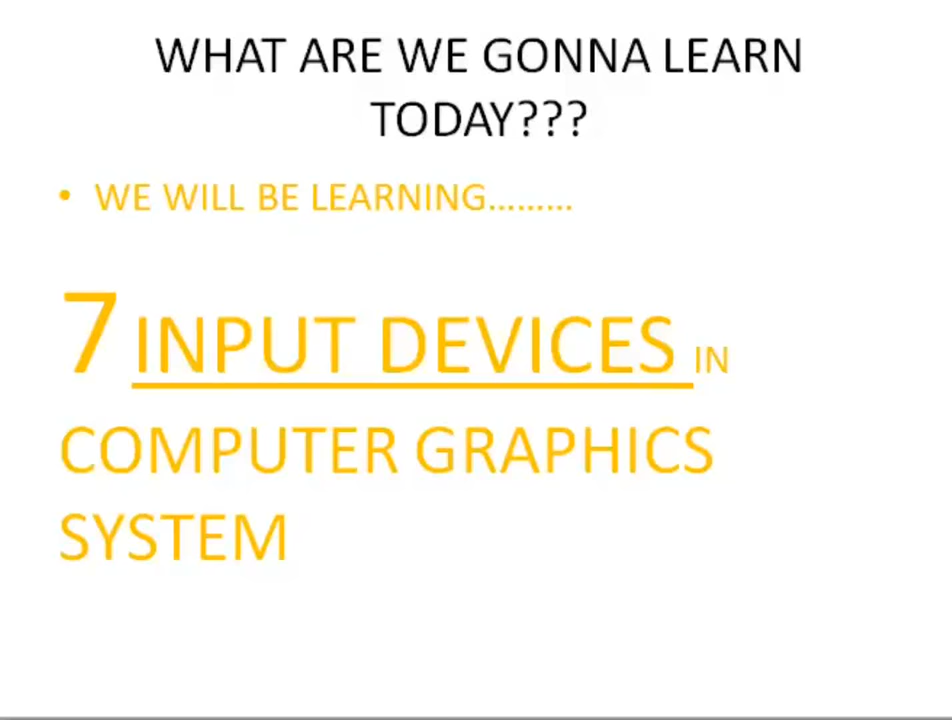 WHAT ARE WE GONNA LEARN
TODAY???
• WE WILL BE LEARNING.........
7 INPUT DEVICES IN
COMPUTER GRAPHICS
SYSTEM